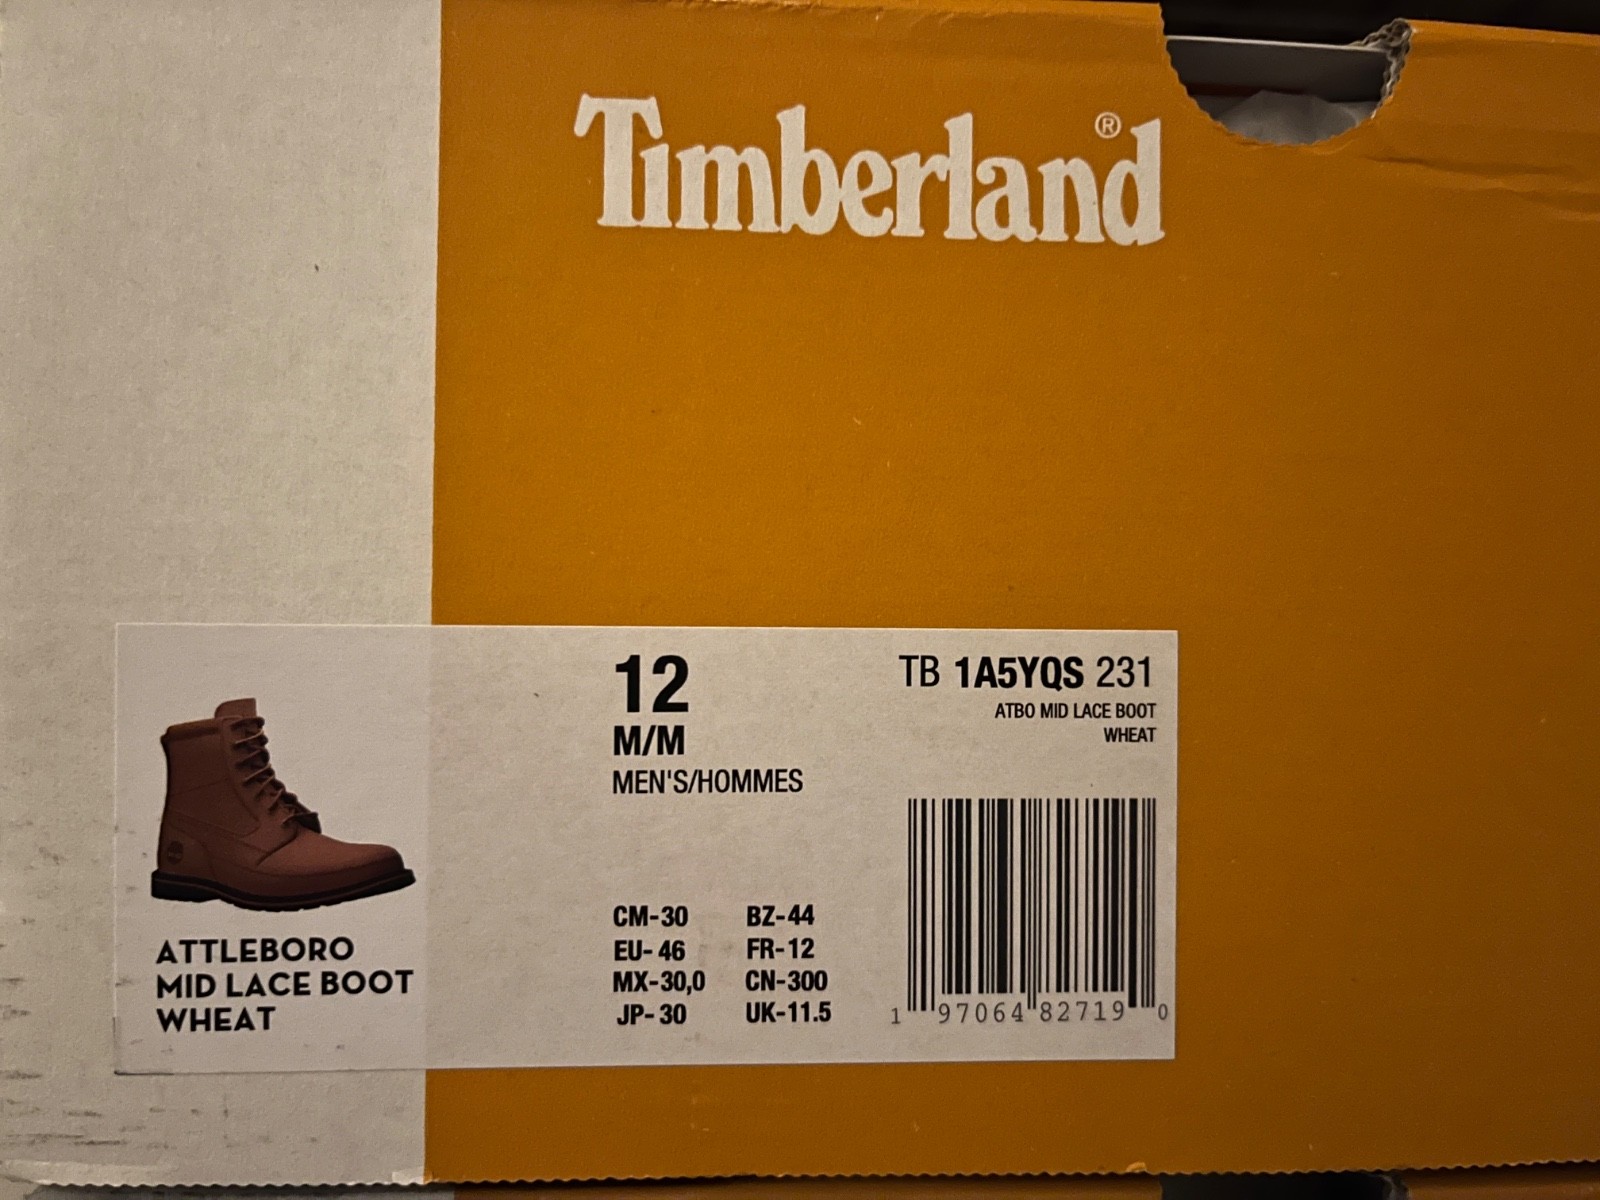 Timberland®
12
M/M
MEN'S/HOMMES
TB 1A5YQS 231
ATBO MID LACE BOOT
WHEAT
ATTLEBORO
MID LACE BOOT
WHEAT
CM-30 BZ-44
EU-46 FR-12
MX-30,0 CN-300
JP-30 UK-11.5
1 97064 82719 0